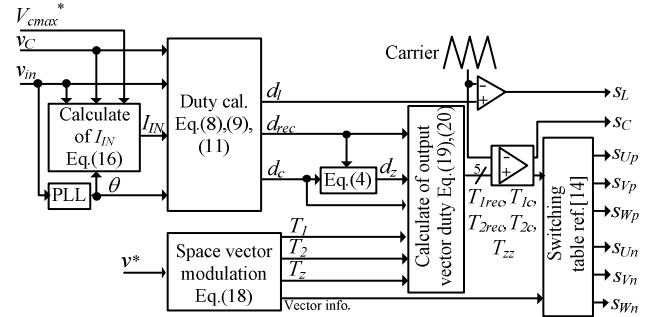 Vcmax*
vC
vin
Calculate
of IIN
Eq.(16)
IIN
PLL
θ
Duty cal.
Eq.(8),(9),
(11)
dl
drec
dc
Eq.(4)
dz
v*
Space vector
modulation
Eq.(18)
T1
T2
Tz
Vector info.
Carrier
Calculate of output
vector duty Eq.(19),(20)
-
+
5
-
+
T1rec, T1c,
T2rec, T2c,
Tzz
Switching
table ref.[14]
sL
sC
sUp
sVp
sWp
sUn
sVn
sWn